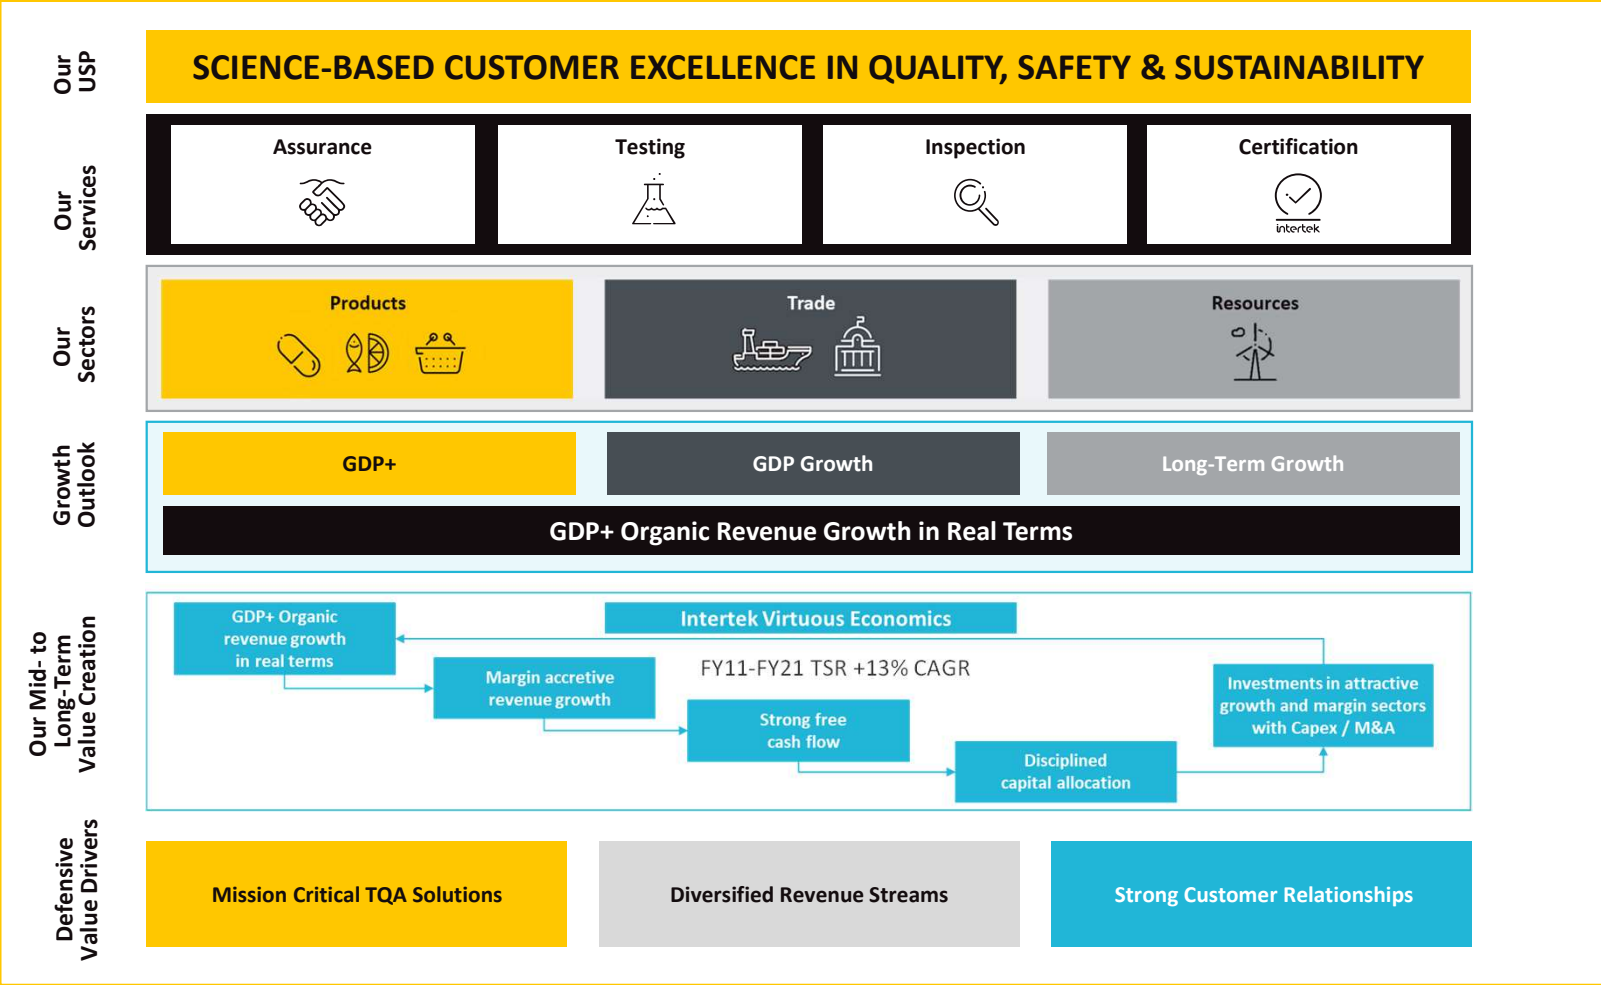 Our
USP
SCIENCE-BASED CUSTOMER EXCELLENCE IN QUALITY, SAFETY & SUSTAINABILITY
Our
Services
Assurance
Testing
Inspection
Certification
intertek
Our
Sectors
Products
Trade
Resources
Growth
Outlook
GDP+
GDP Growth
Long-Term Growth
GDP+ Organic Revenue Growth in Real Terms
Our Mid- to
Long-Term
Value Creation
Intertek Virtuous Economics
FY11-FY21 TSR +13% CAGR
GDP+ Organic
revenue growth
in real terms
Margin accretive
revenue growth
Strong free
cash flow
Disciplined
capital allocation
Investments in attractive
growth and margin sectors
with Capex / M&A
Defensive
Value Drivers
Mission Critical TQA Solutions
Diversified Revenue Streams
Strong Customer Relationships